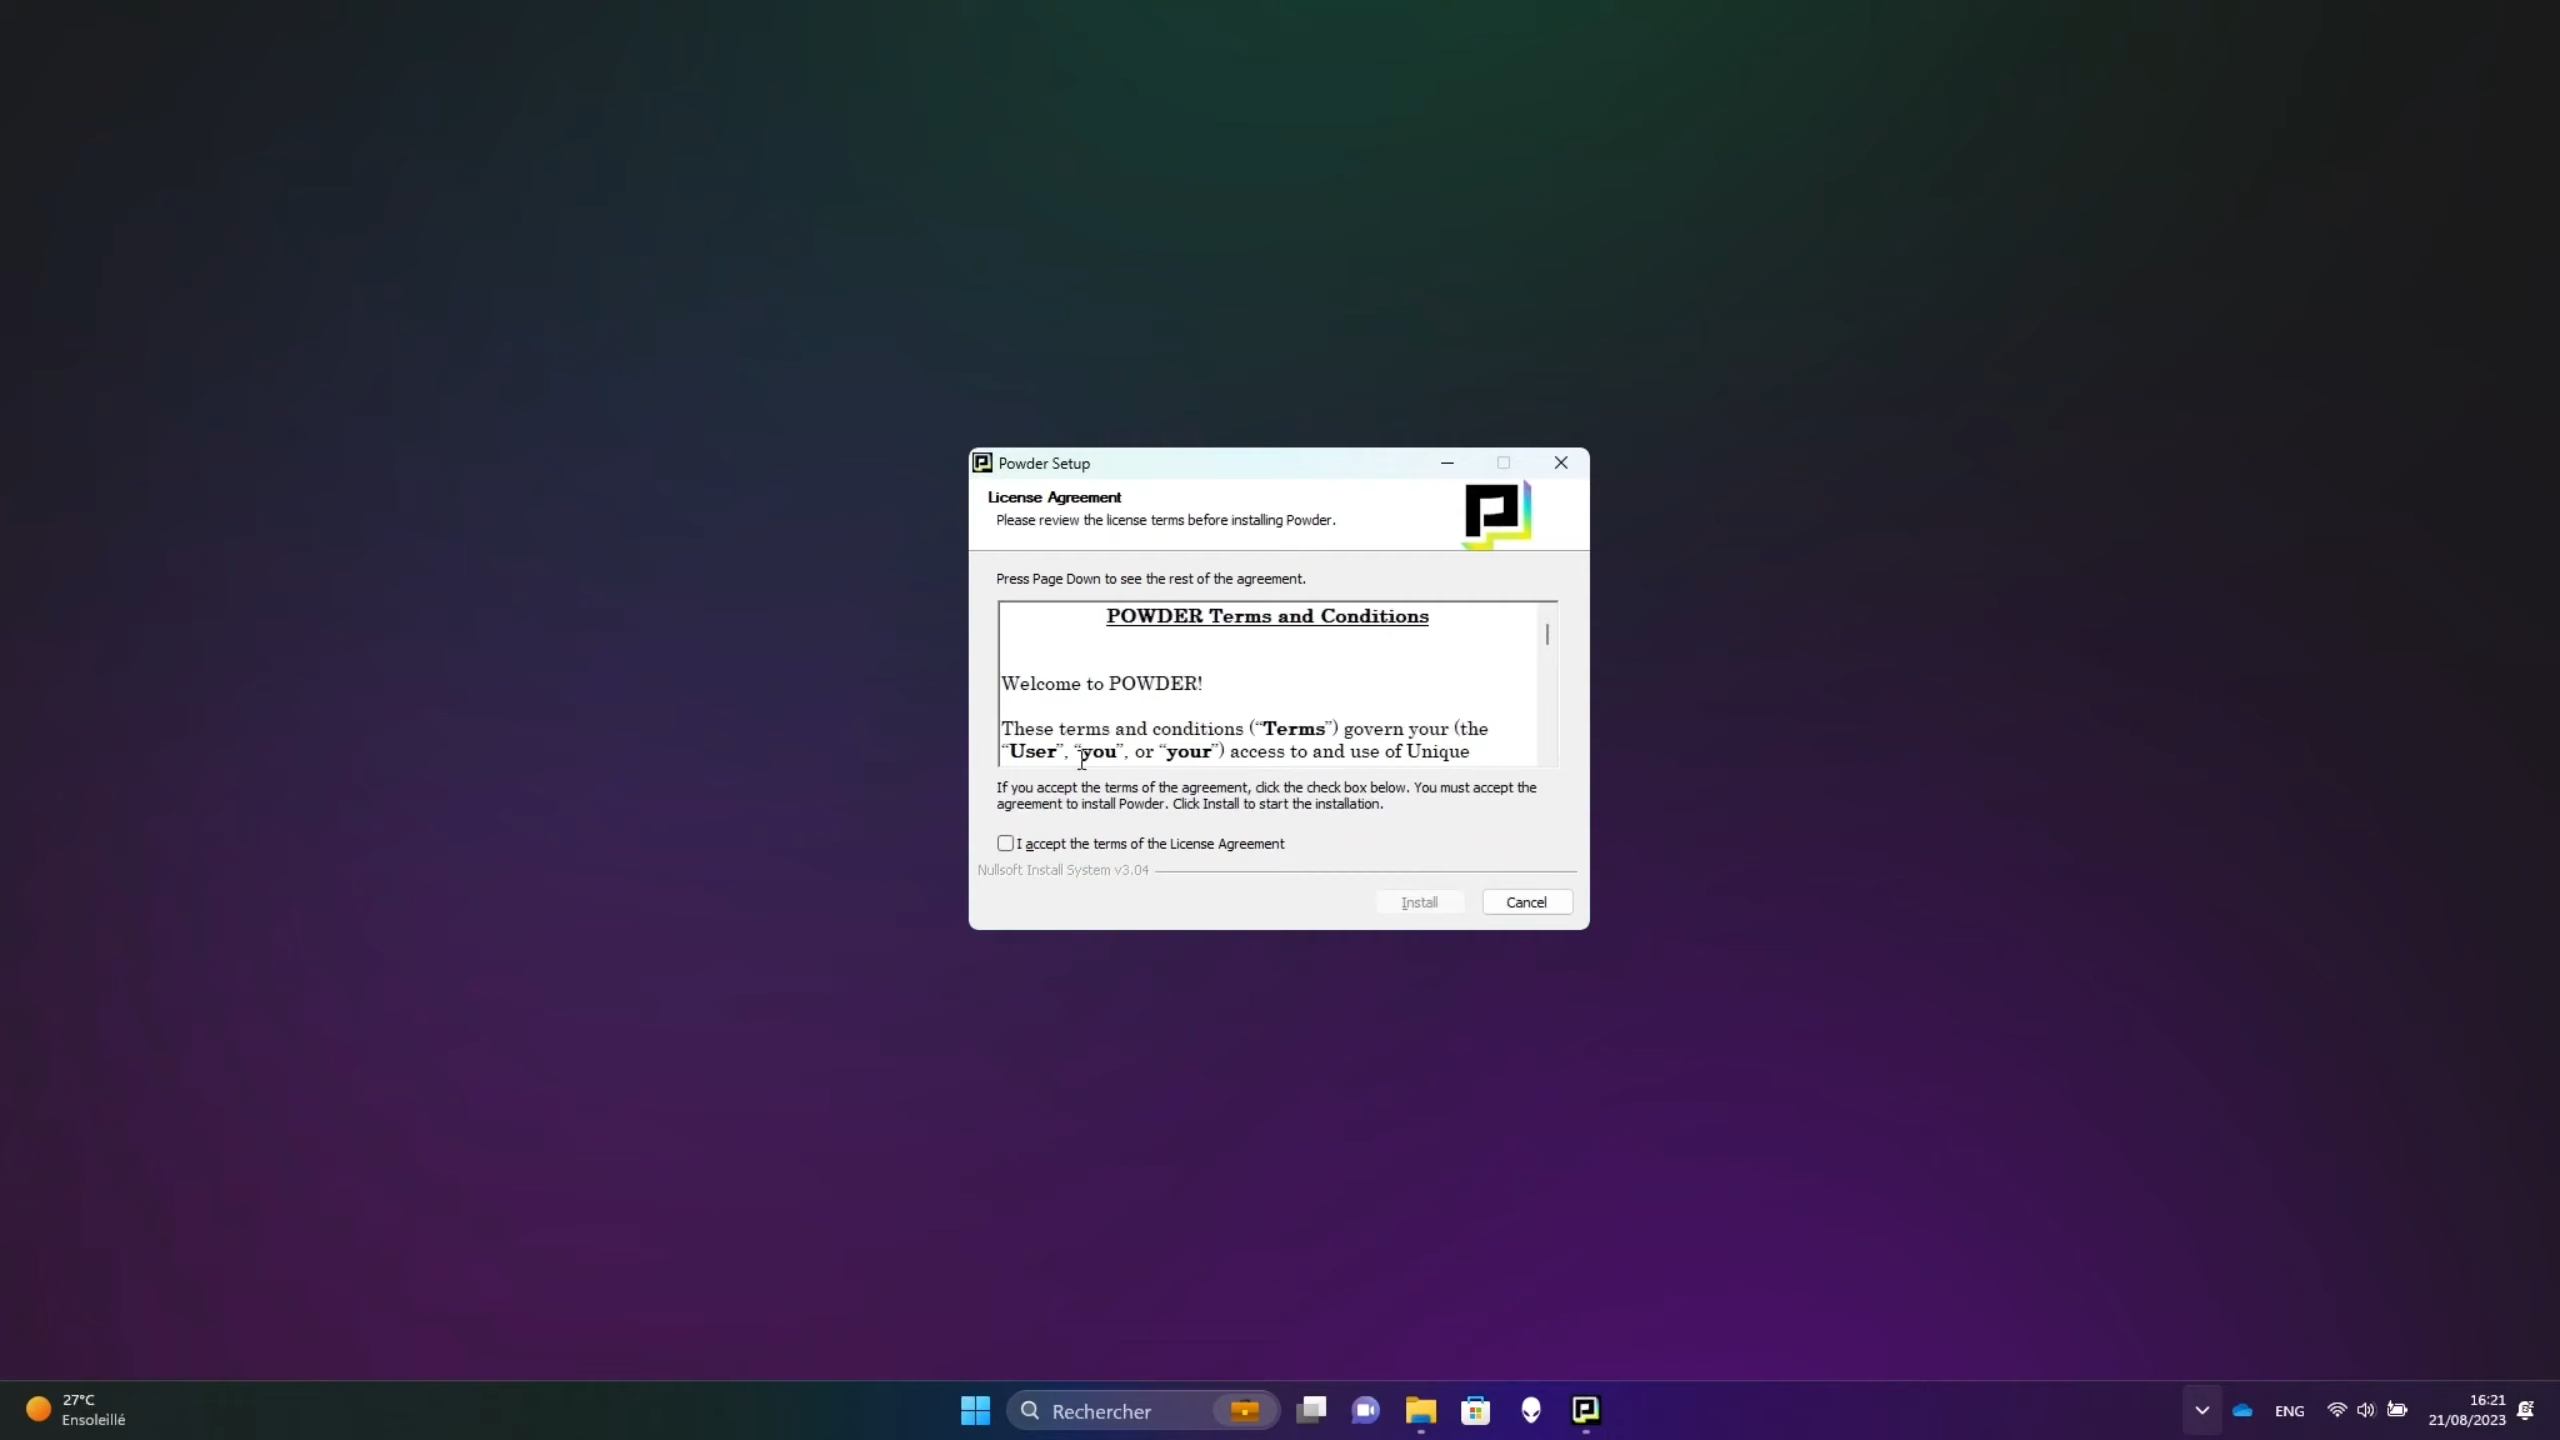 Powder Setup
License Agreement
Please review the license terms before installing Powder.
Press Page Down to see the rest of the agreement.
POWDER Terms and Conditions
Welcome to POWDER!
These terms and conditions (“Terms”) govern your (the
“User”, “you”, or “your”) access to and use of Unique
If you accept the terms of the agreement, click the check box below. You must accept the
agreement to install Powder. Click Install to start the installation.
I accept the terms of the License Agreement
Nullsoft Install System v3.04
Install
Cancel
27°C
Ensoleillé
Rechercher
ENG
16:21
21/08/2023